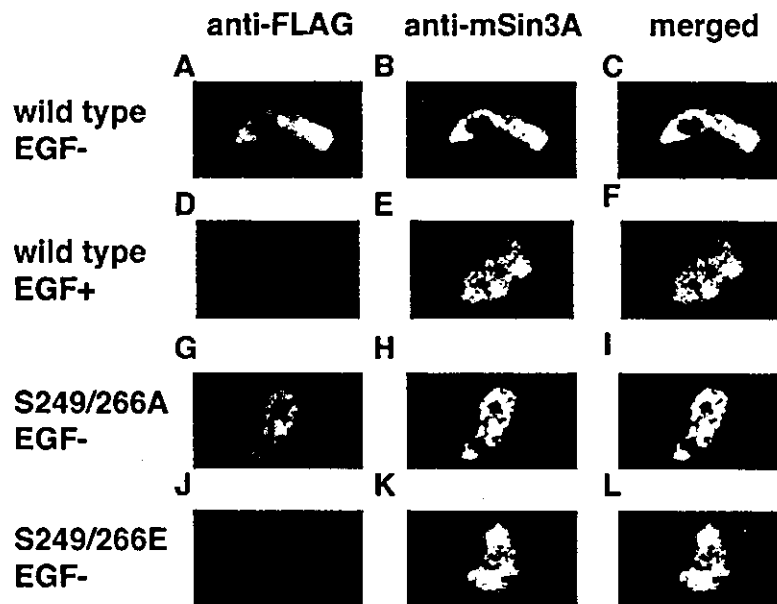 anti-FLAG anti-mSin3A merged
A B C
wild type
EGF-
D E F
wild type
EGF+
G H I
S249/266A
EGF-
J K L
S249/266E
EGF-